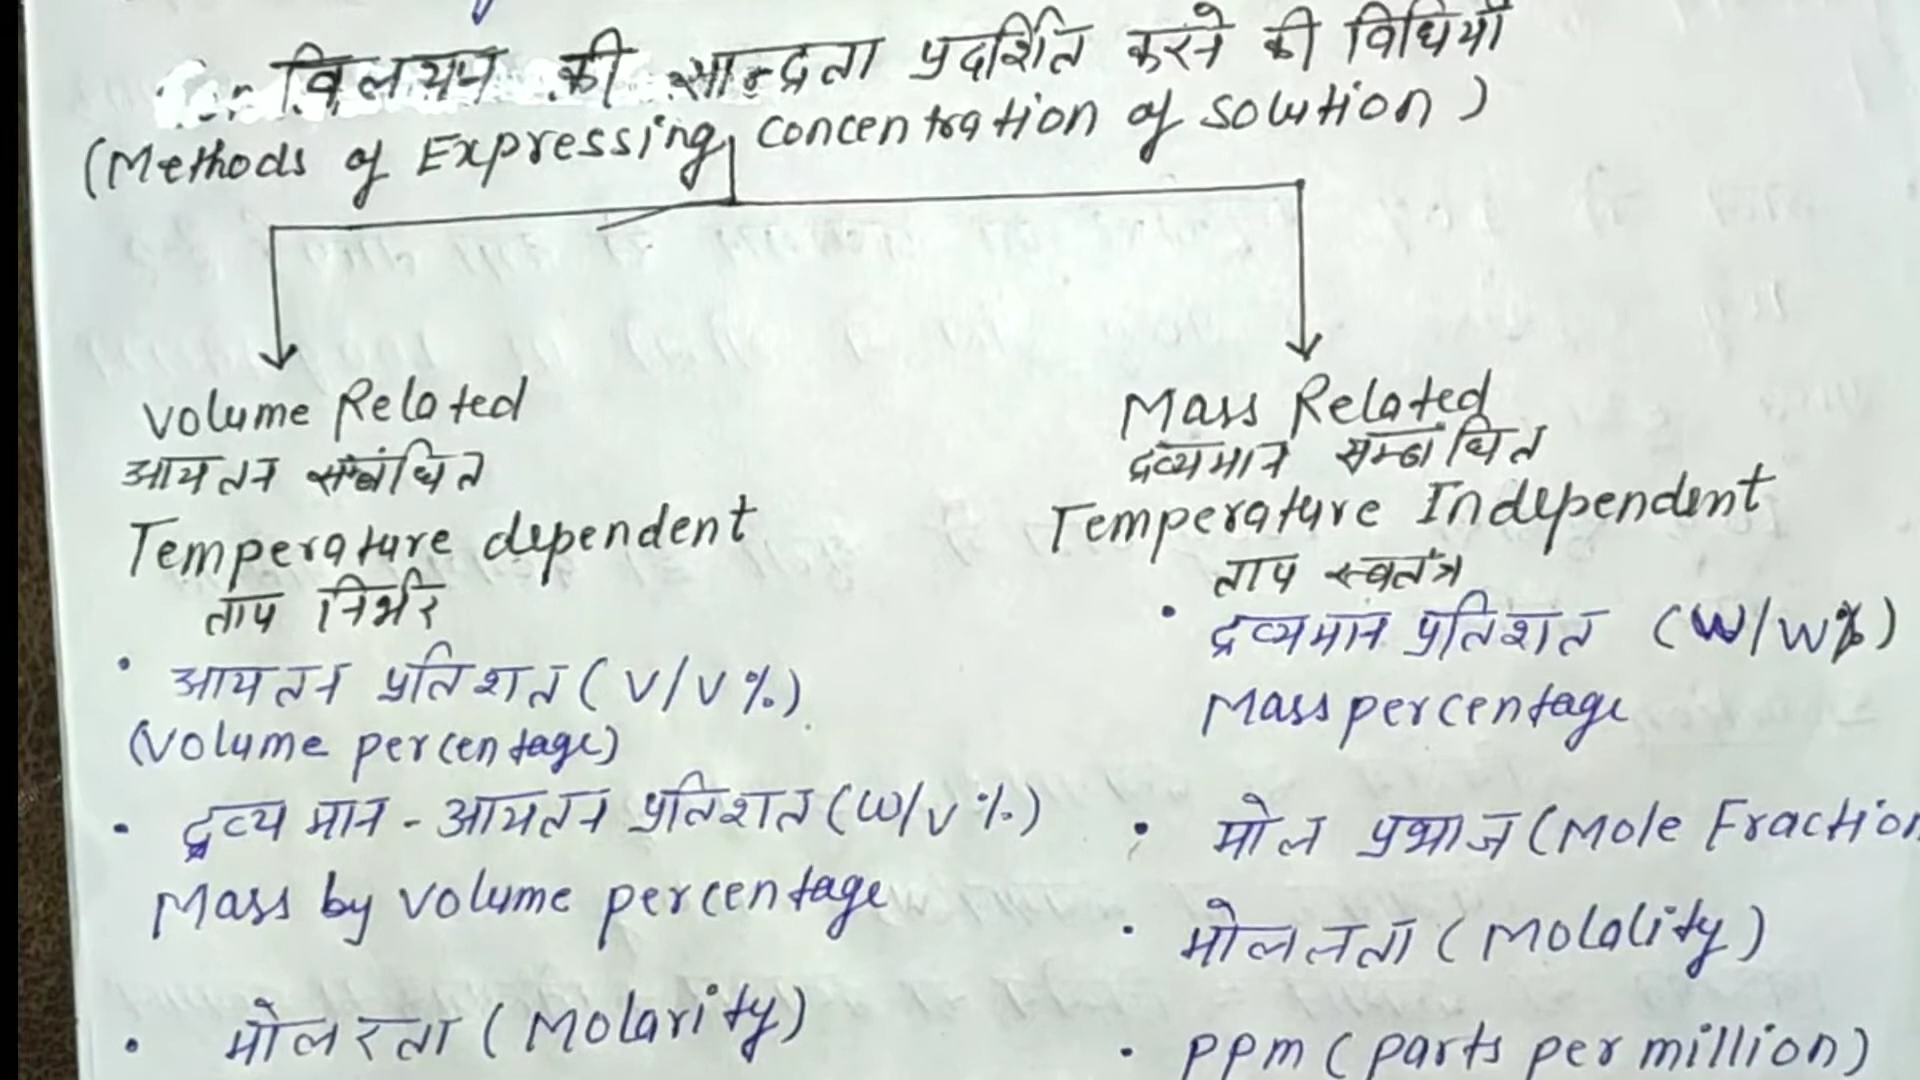 विलयन की सान्द्रता प्रदर्शित करने की विधियाँ
(Methods of Expressing concentration of solution)
Volume Related
आयतन संबंधित
Temperature dependent
ताप निर्भर
• आयतन प्रतिशत (V/V %)
(Volume percentage)
• द्रव्यमान - आयतन प्रतिशत (W/V %)
Mass by volume percentage
• मोलरता (Molarity)
Mass Related
द्रव्यमान सम्बंधित
Temperature Independent
ताप स्वतंत्र
• द्रव्यमान प्रतिशत (W/W%)
Mass percentage
• मोल प्रभाज (Mole Fraction
• मोललता (Molality)
• PPm (parts per million)